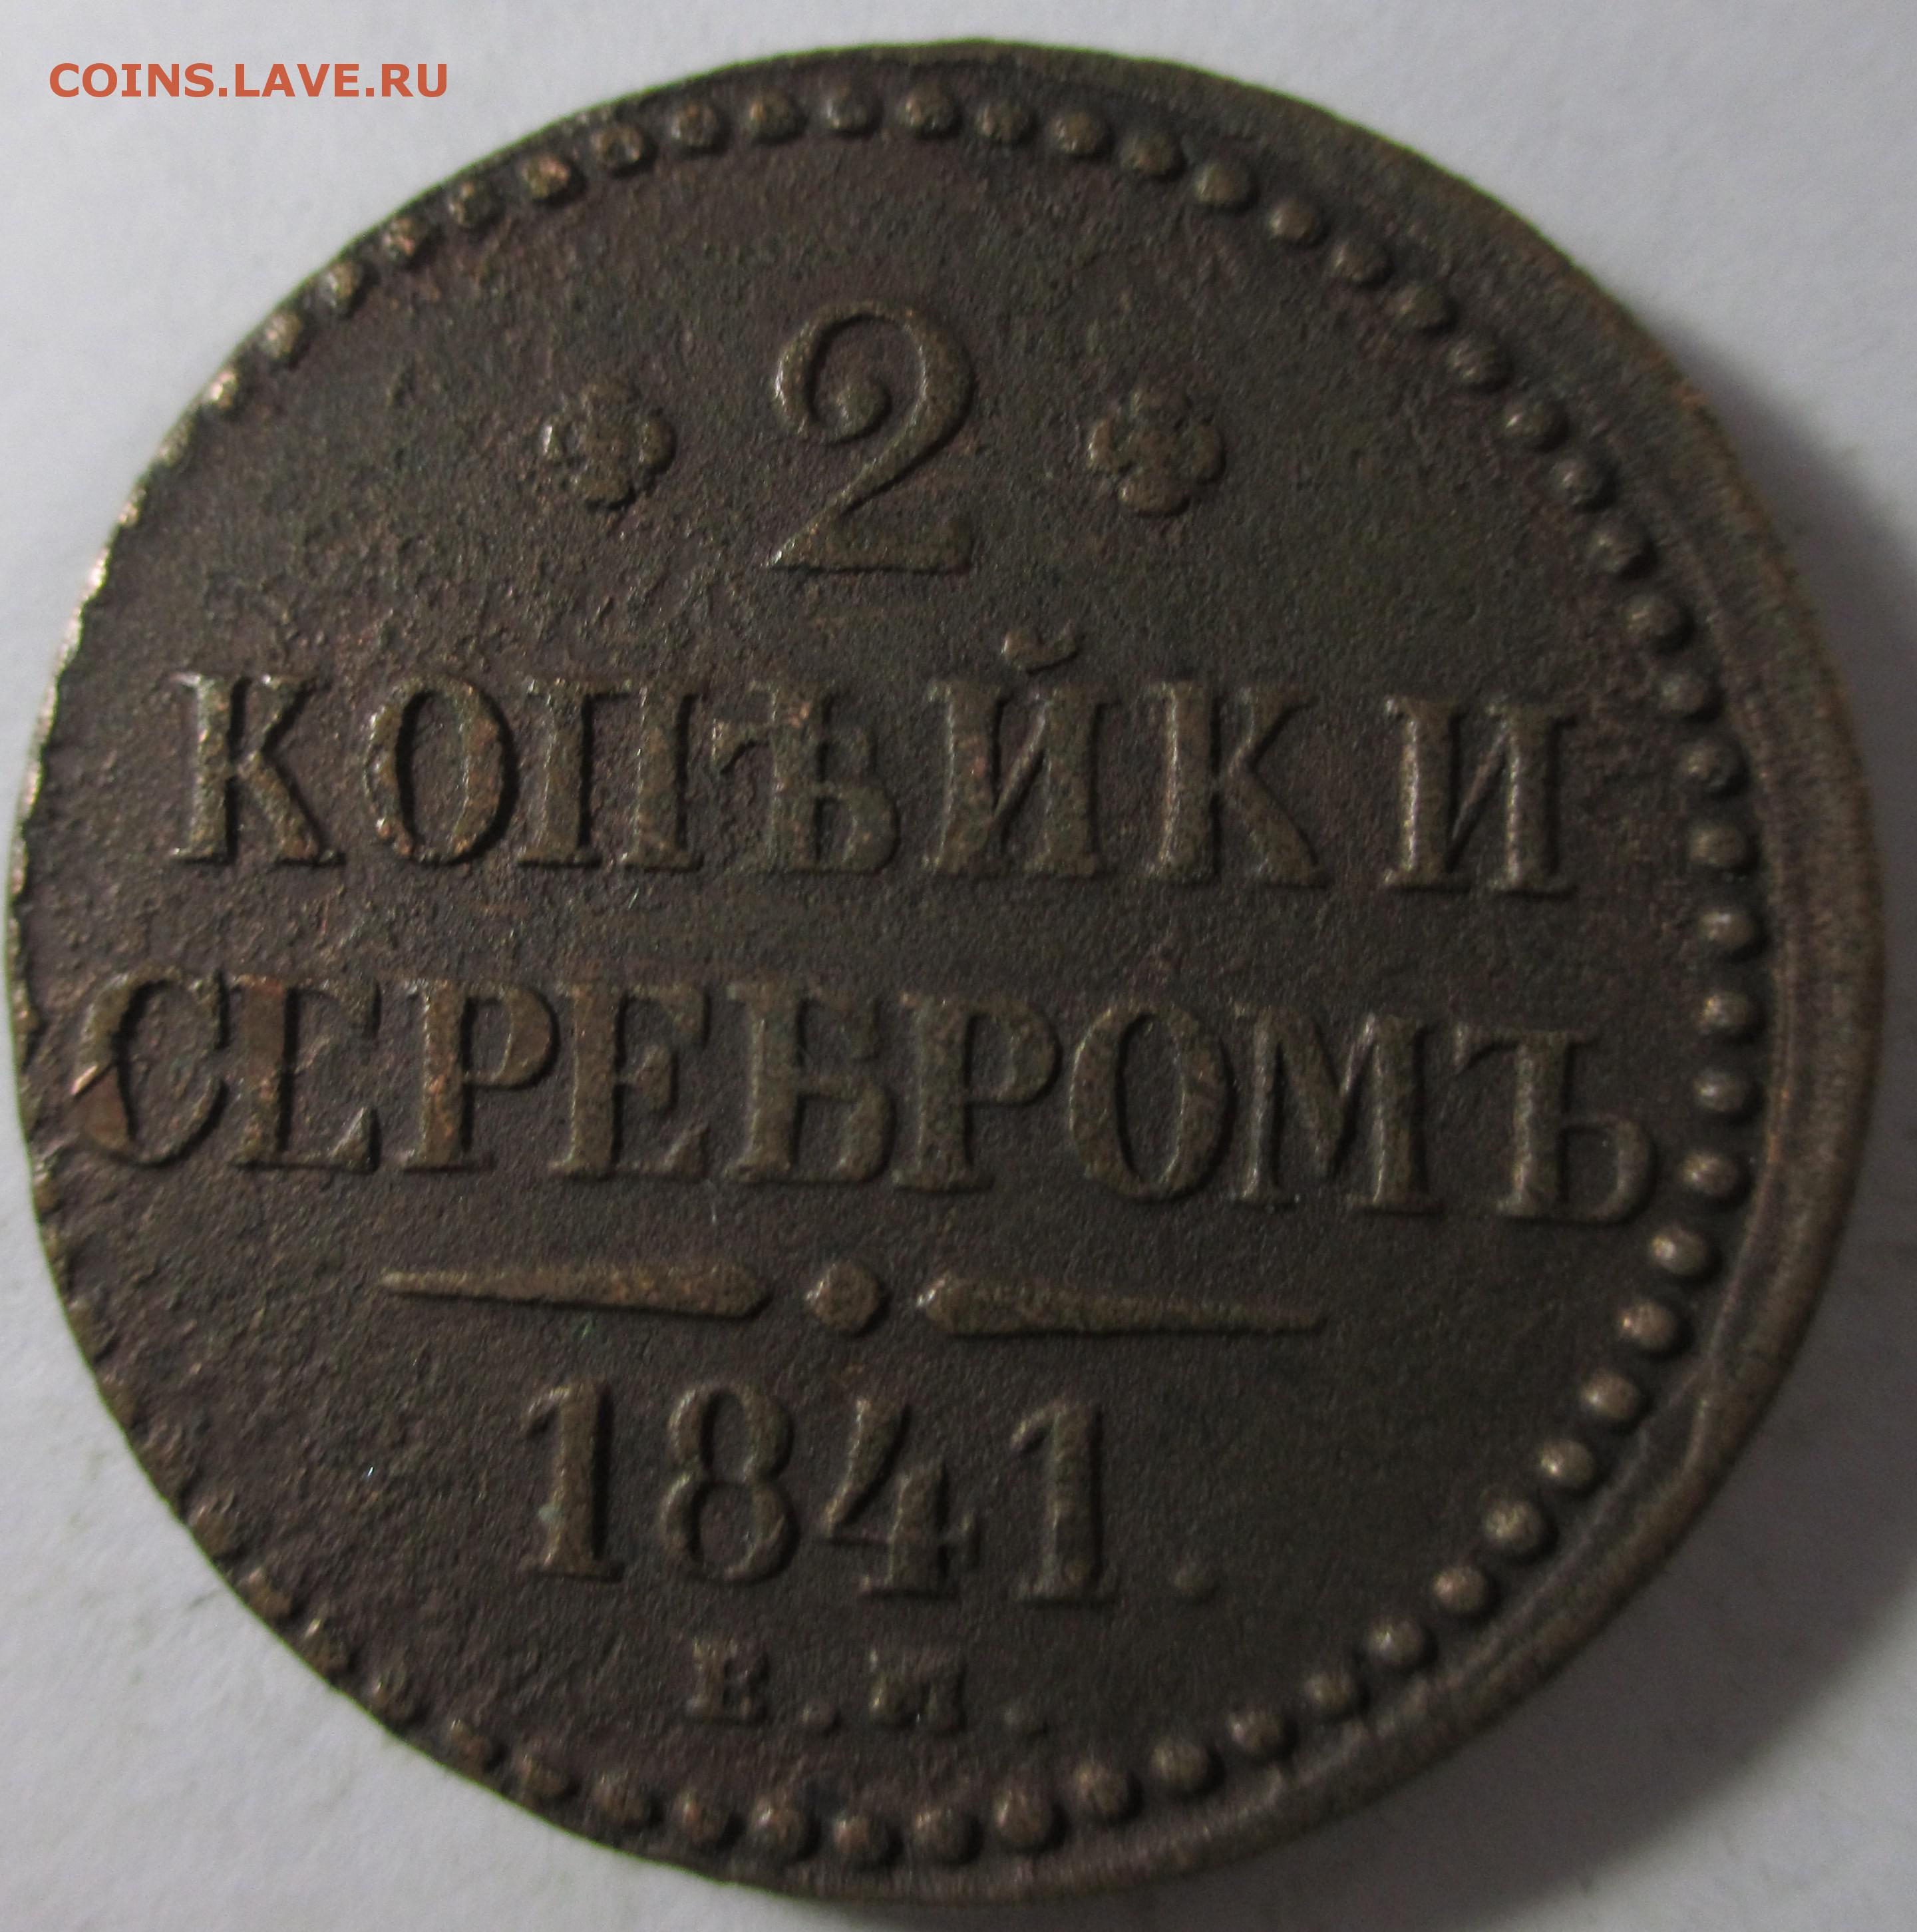 COINS.LAVE.RU
2
КОПѢЙКИ
СЕРЕБРОМЪ
1841.
Е.М.